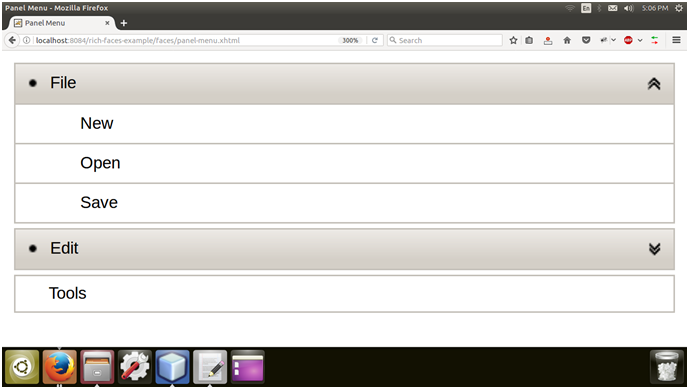 Panel Menu - Mozilla Firefox
En
5:06 PM
Panel Menu
localhost:8084/rich-faces-example/faces/panel-menu.xhtml
300%
Search
ABP
File
New
Open
Save
Edit
Tools